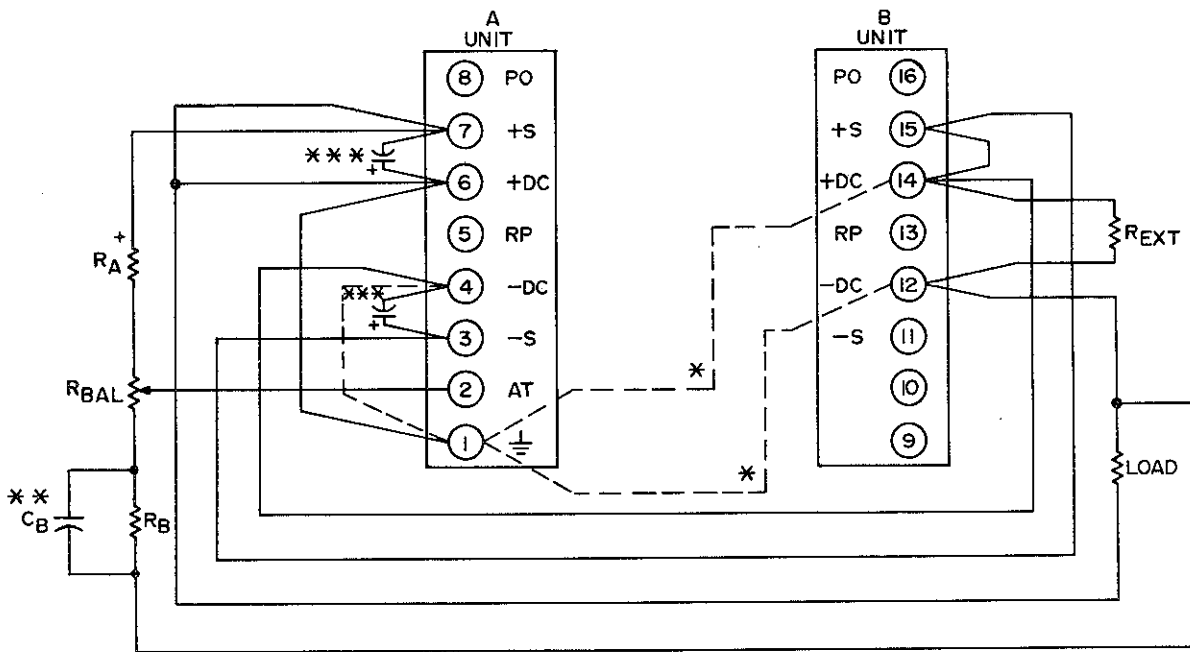 A
UNIT
8 PO
7 +S
6 +DC
5 RP
4 -DC
3 -S
2 AT
1
B
UNIT
PO 16
+S 15
+DC 14
RP 13
-DC 12
-S 11
10
9
***
+
***
+
+
RA
RBAL
**
CB
RB
*
*
REXT
LOAD